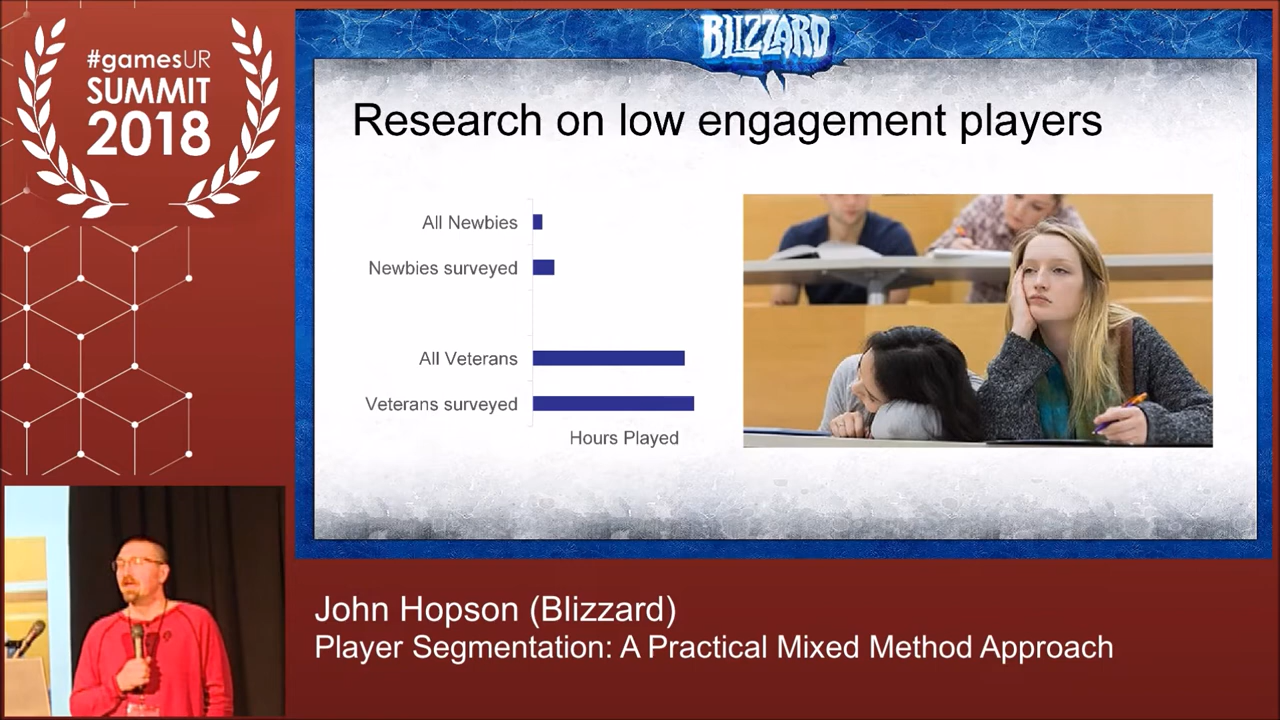 #gamesUR
SUMMIT
2018
BLIZZARD
Research on low engagement players
All Newbies
Newbies surveyed
All Veterans
Veterans surveyed
Hours Played
John Hopson (Blizzard)
Player Segmentation: A Practical Mixed Method Approach